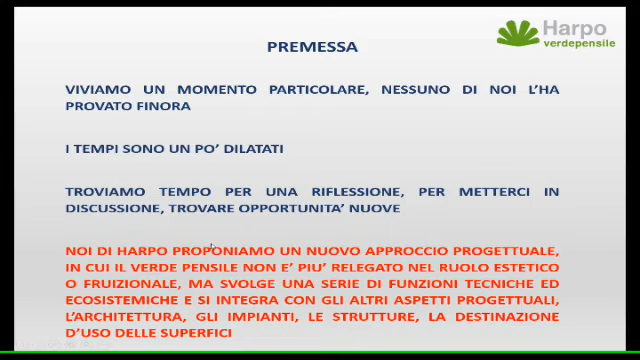 Harpo
verdepensile
PREMESSA
VIVIAMO UN MOMENTO PARTICOLARE, NESSUNO DI NOI L'HA
PROVATO FINORA
I TEMPI SONO UN PO' DILATATI
TROVIAMO TEMPO PER UNA RIFLESSIONE, PER METTERCI IN
DISCUSSIONE, TROVARE OPPORTUNITA' NUOVE
NOI DI HARPO PROPONIAMO UN NUOVO APPROCCIO PROGETTUALE,
IN CUI IL VERDE PENSILE NON E' PIU' RELEGATO NEL RUOLO ESTETICO
O FRUIZIONALE, MA SVOLGE UNA SERIE DI FUNZIONI TECNICHE ED
ECOSISTEMICHE E SI INTEGRA CON GLI ALTRI ASPETTI PROGETTUALI,
L'ARCHITETTURA, GLI IMPIANTI, LE STRUTTURE, LA DESTINAZIONE
D'USO DELLE SUPERFICI